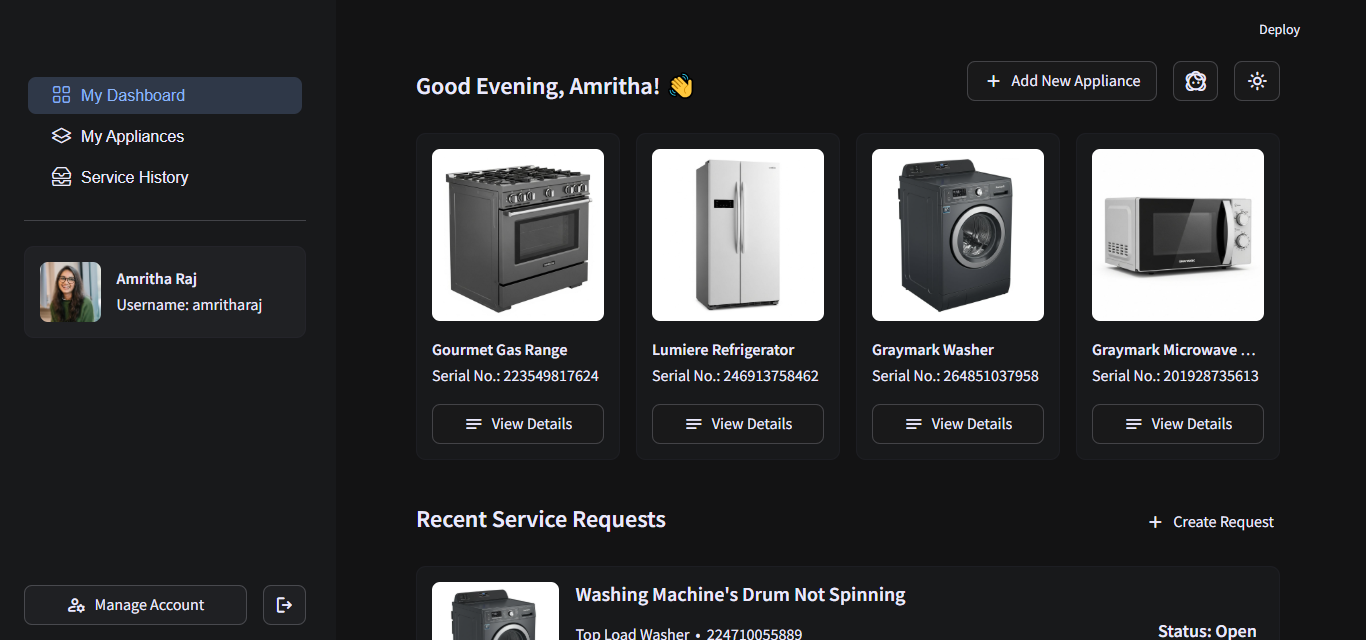 Deploy
My Dashboard
My Appliances
Service History
Amritha Raj
Username: amritharaj
Manage Account
Good Evening, Amritha! 👋
+ Add New Appliance
Gourmet Gas Range
Serial No.: 223549817624
View Details
Lumiere Refrigerator
Serial No.: 246913758462
View Details
Graymark Washer
Serial No.: 264851037958
View Details
Graymark Microwave ...
Serial No.: 201928735613
View Details
Recent Service Requests
+ Create Request
Washing Machine's Drum Not Spinning
Top Load Washer • 224710055889
Status: Open